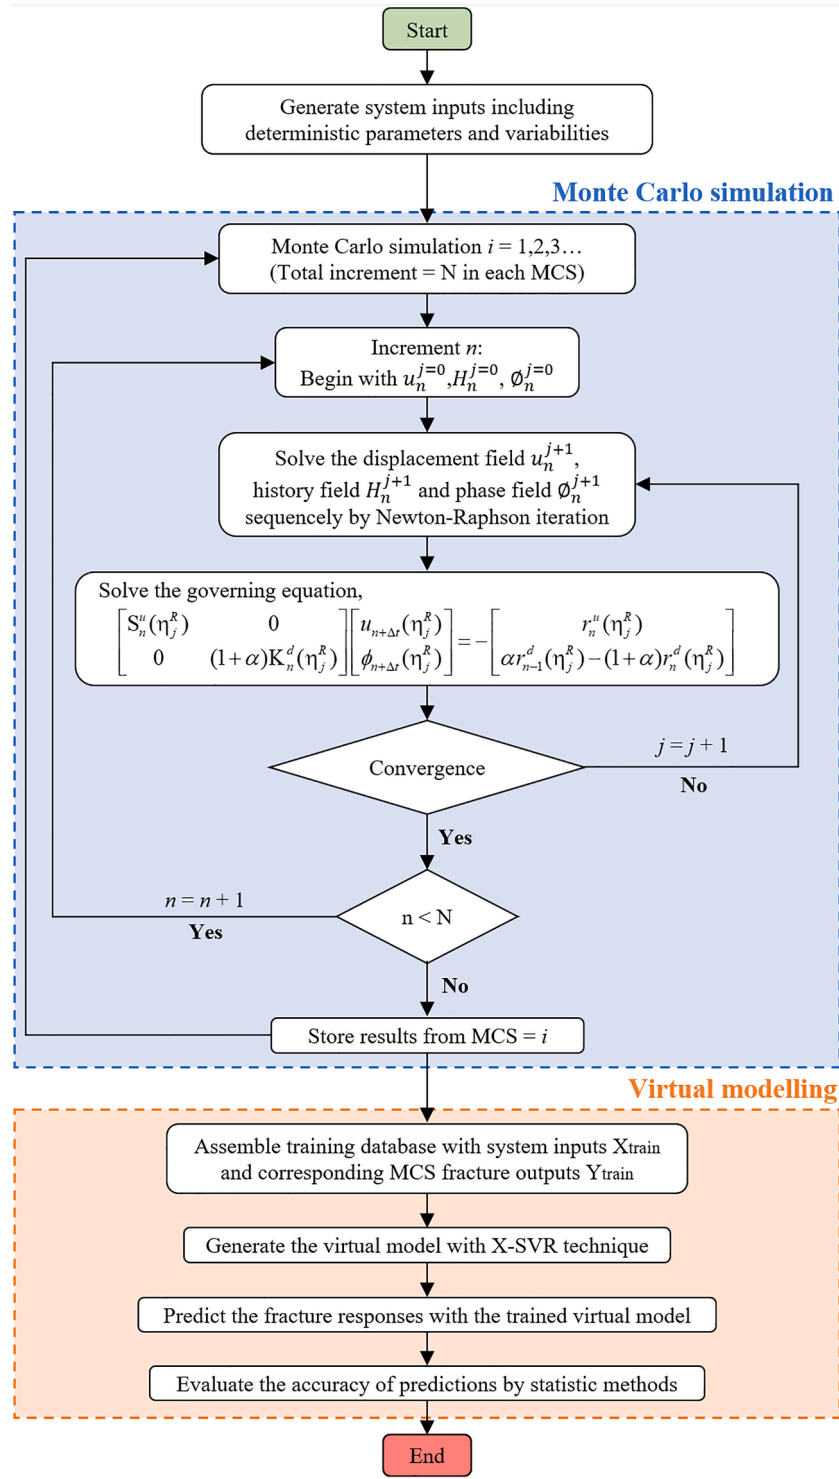 Start
Generate system inputs including
deterministic parameters and variabilities
Monte Carlo simulation
Monte Carlo simulation i = 1,2,3…
(Total increment = N in each MCS)
Increment n:
Begin with u_n^{j=0},H_n^{j=0}, ∅_n^{j=0}
Solve the displacement field u_n^{j+1},
history field H_n^{j+1} and phase field ∅_n^{j+1}
sequencely by Newton-Raphson iteration
Solve the governing equation,
[S_n^u(η_j^R) 0] [u_{n+Δt}(η_j^R)] = −[r_n^u(η_j^R)]
[0 (1+α)K_n^d(η_j^R)] [ϕ_{n+Δt}(η_j^R)] [αr_{n−1}^d(η_j^R)−(1+α)r_n^d(η_j^R)]
Convergence
j = j + 1
No
Yes
n < N
n = n + 1
Yes
No
Store results from MCS = i
Virtual modelling
Assemble training database with system inputs Xtrain
and corresponding MCS fracture outputs Ytrain
Generate the virtual model with X-SVR technique
Predict the fracture responses with the trained virtual model
Evaluate the accuracy of predictions by statistic methods
End